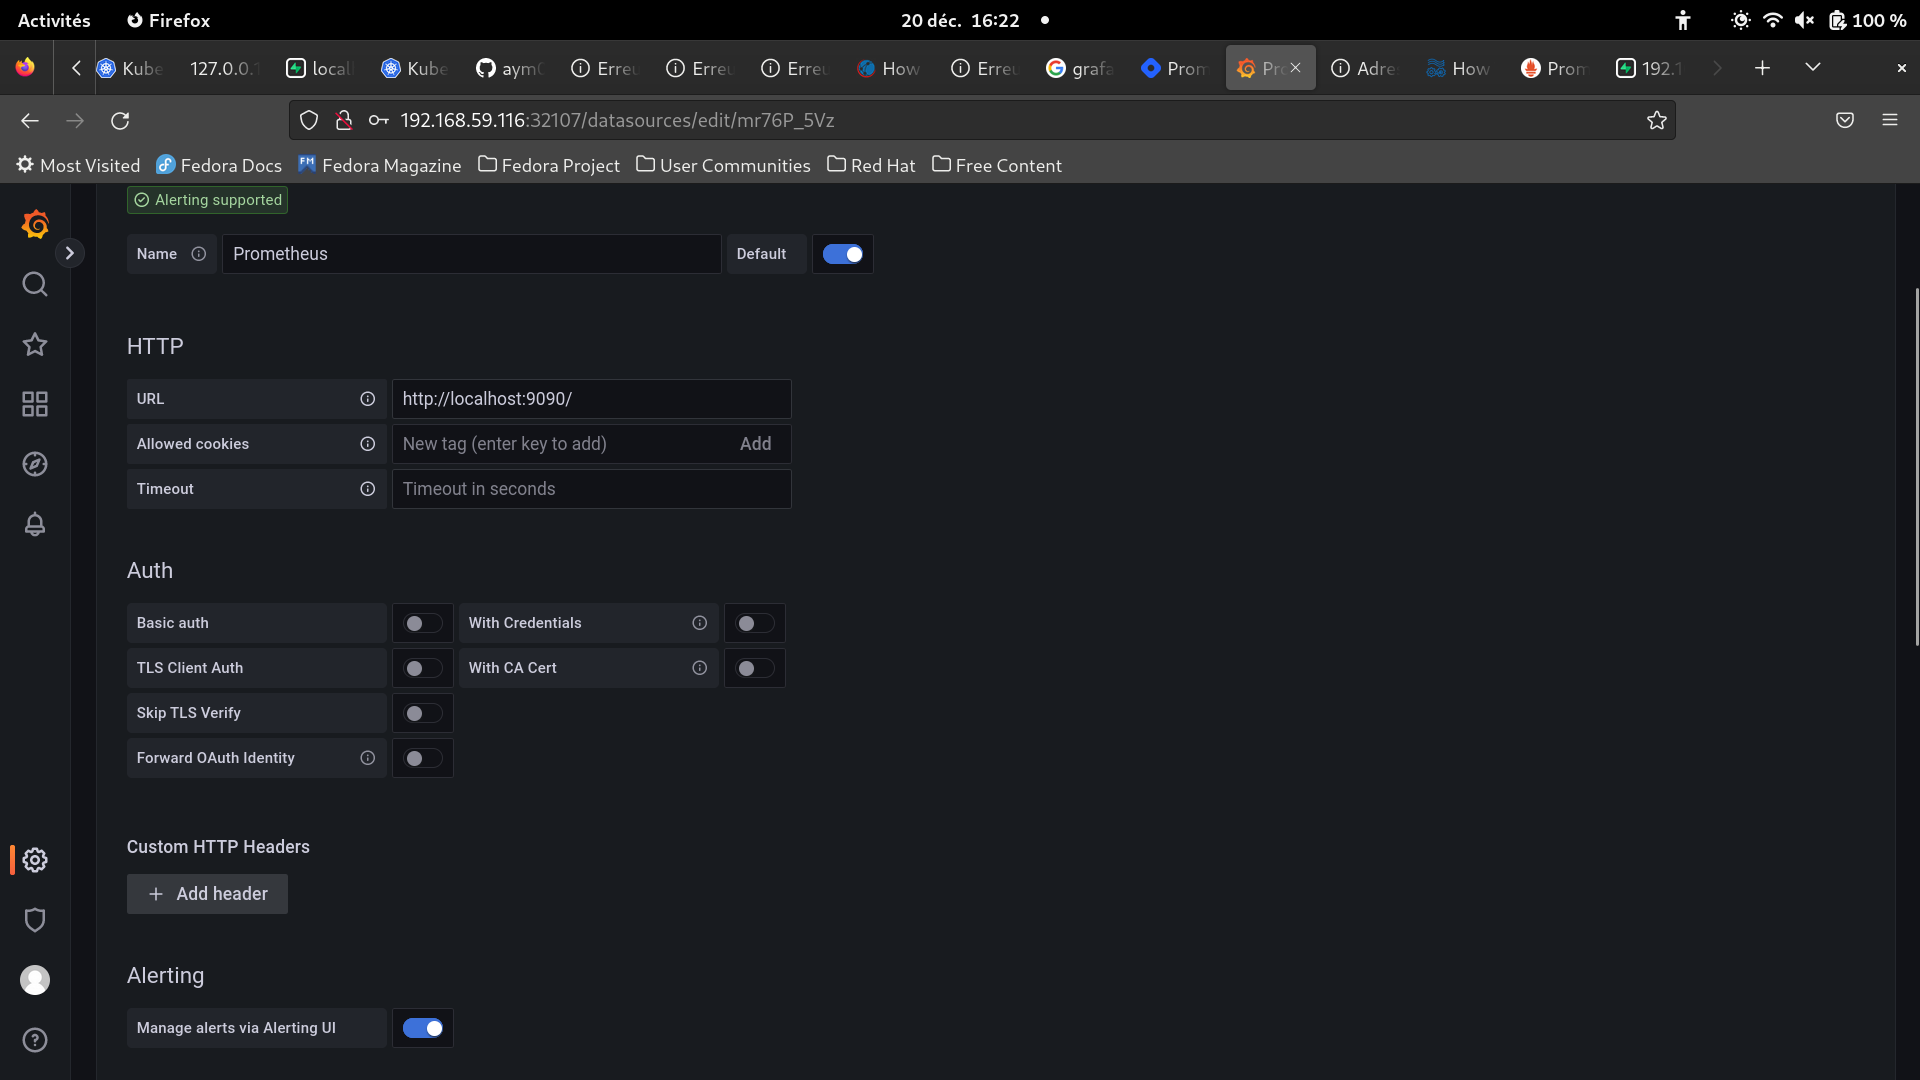 Activités Firefox 20 déc. 16:22 100 %
Kube 127.0.0.1 local Kube aym Erreu Erreu Erreu How Erreu grafa Prom Pr Adre How Prom 192.1
192.168.59.116:32107/datasources/edit/mr76P_5Vz
Most Visited Fedora Docs Fedora Magazine Fedora Project User Communities Red Hat Free Content
Alerting supported
Name Prometheus Default
HTTP
URL http://localhost:9090/
Allowed cookies New tag (enter key to add) Add
Timeout Timeout in seconds
Auth
Basic auth With Credentials
TLS Client Auth With CA Cert
Skip TLS Verify
Forward OAuth Identity
Custom HTTP Headers
+ Add header
Alerting
Manage alerts via Alerting UI